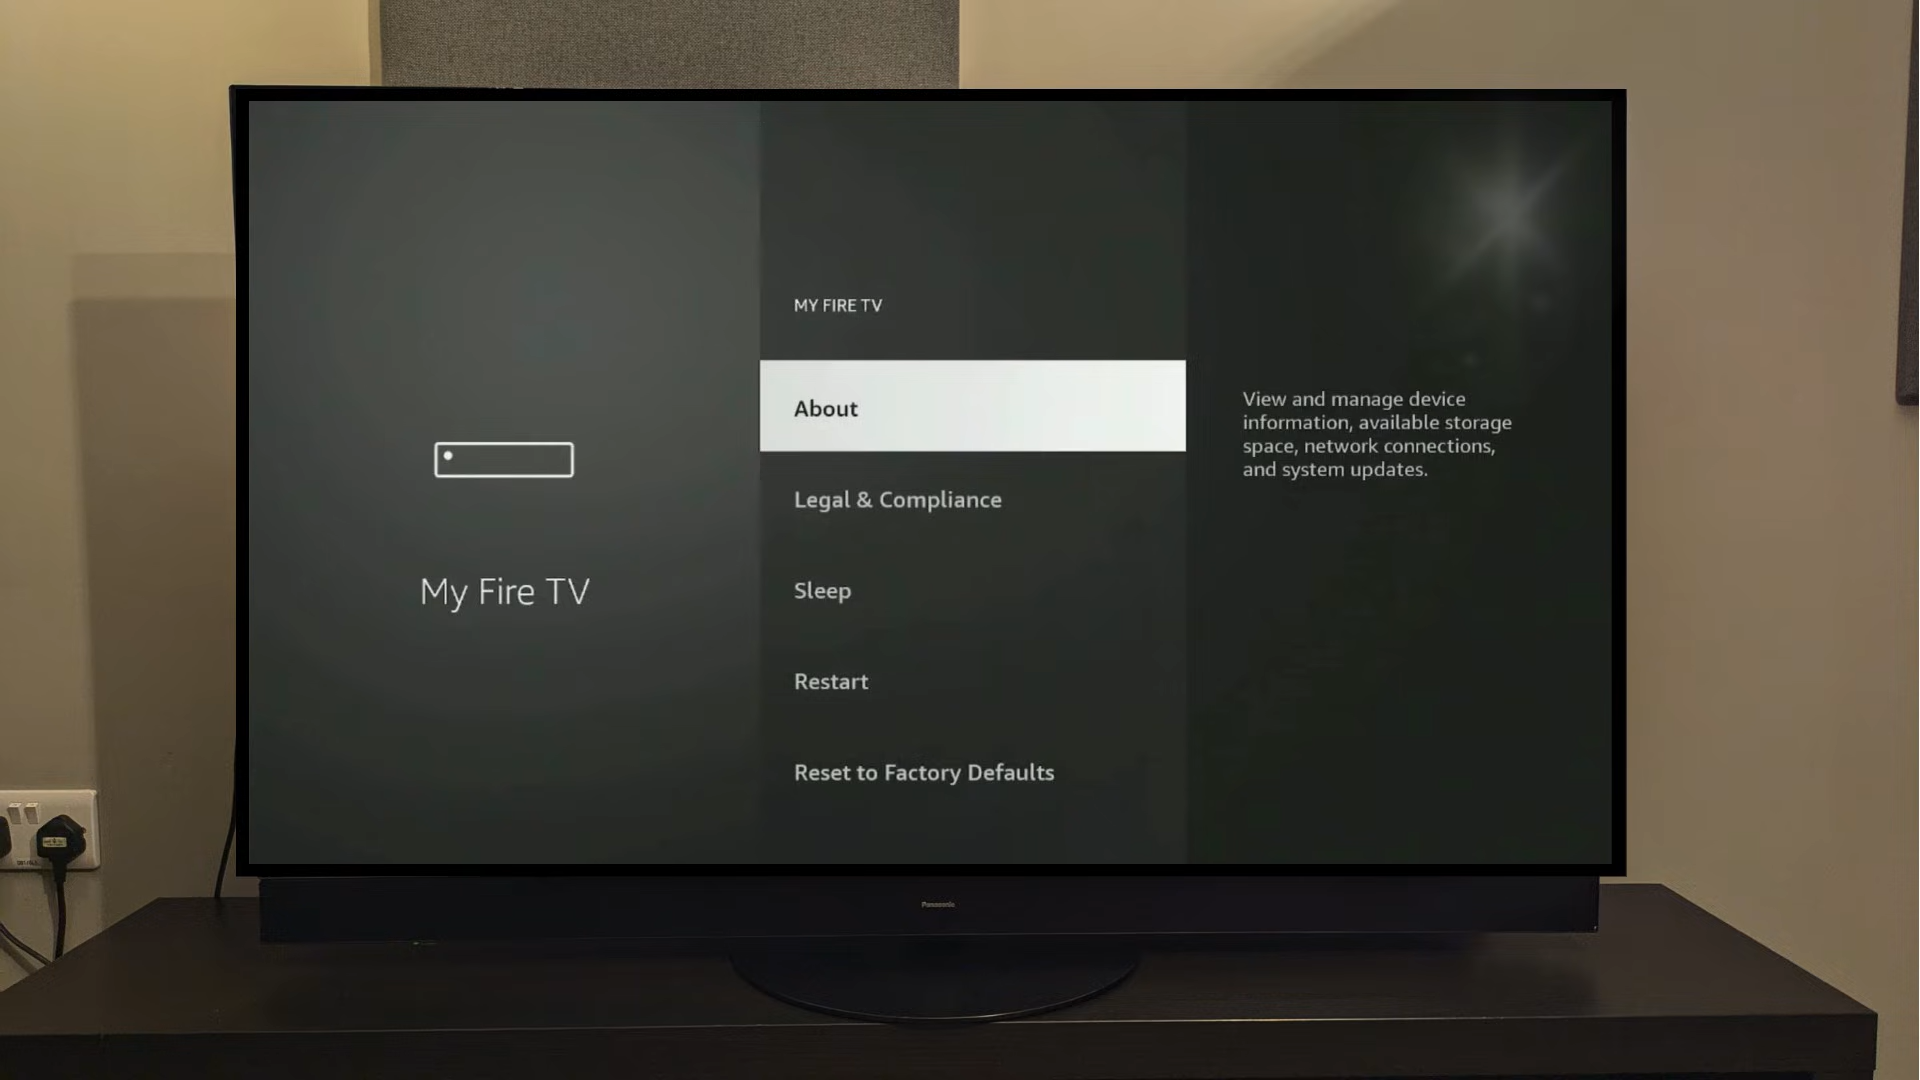 MY FIRE TV
About
View and manage device
information, available storage
space, network connections,
and system updates.
Legal & Compliance
My Fire TV
Sleep
Restart
Reset to Factory Defaults
Panasonic